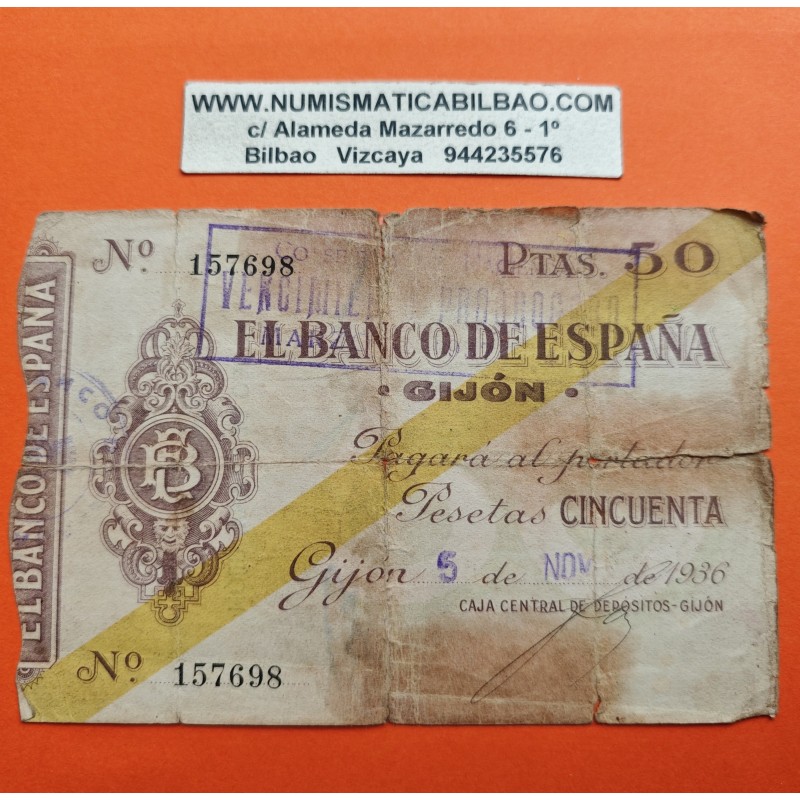 WWW.NUMISMATICABILBAO.COM
c/ Alameda Mazarredo 6 - 1º
Bilbao Vizcaya 944235576
Nº 157698
PTAS. 50
EL BANCO DE ESPAÑA
• GIJÓN •
Pagará al portador
Pesetas CINCUENTA
Gijón 5 de NOV de 1936
CAJA CENTRAL DE DEPÓSITOS-GIJÓN
Nº 157698
EL BANCO DE ESPAÑA